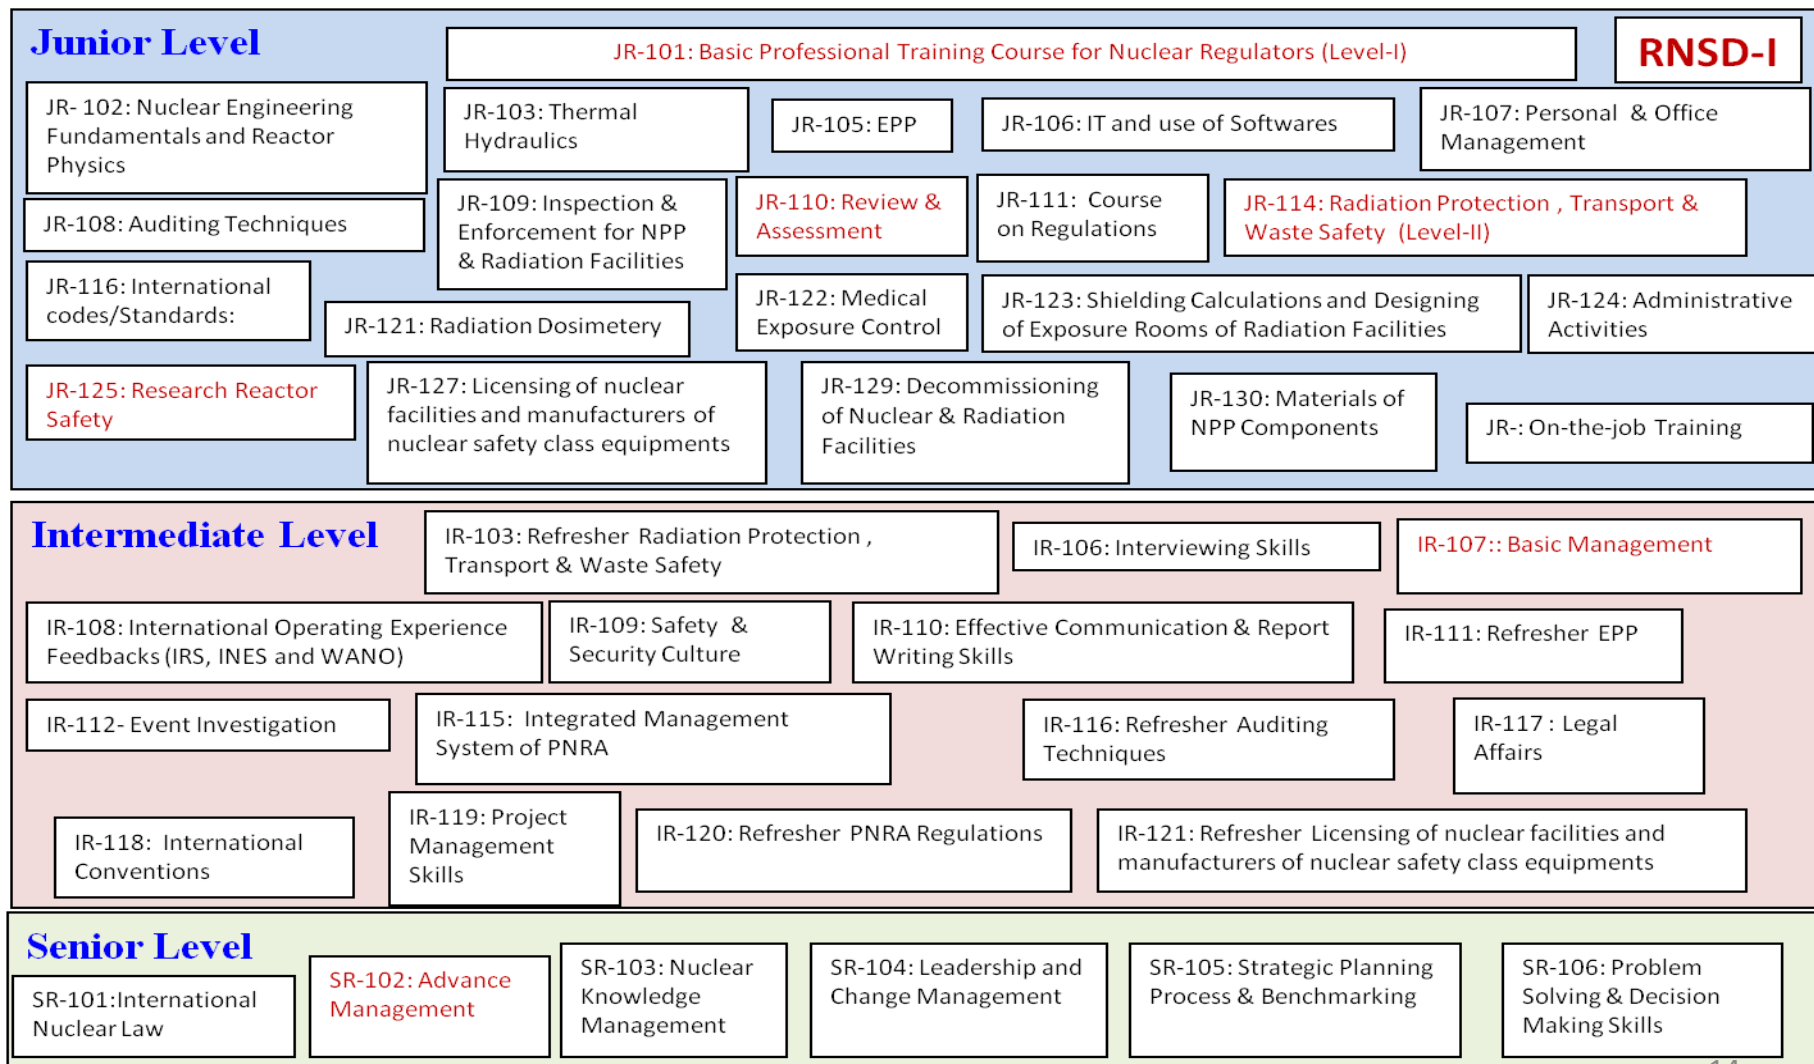 Junior Level
JR-101: Basic Professional Training Course for Nuclear Regulators (Level-I)
RNSD-I
JR- 102: Nuclear Engineering
Fundamentals and Reactor
Physics
JR-103: Thermal
Hydraulics
JR-105: EPP
JR-106: IT and use of Softwares
JR-107: Personal & Office
Management
JR-108: Auditing Techniques
JR-109: Inspection &
Enforcement for NPP
& Radiation Facilities
JR-110: Review &
Assessment
JR-111: Course
on Regulations
JR-114: Radiation Protection , Transport &
Waste Safety (Level-II)
JR-116: International
codes/Standards:
JR-121: Radiation Dosimetery
JR-122: Medical
Exposure Control
JR-123: Shielding Calculations and Designing
of Exposure Rooms of Radiation Facilities
JR-124: Administrative
Activities
JR-125: Research Reactor
Safety
JR-127: Licensing of nuclear
facilities and manufacturers of
nuclear safety class equipments
JR-129: Decommissioning
of Nuclear & Radiation
Facilities
JR-130: Materials of
NPP Components
JR-: On-the-job Training
Intermediate Level
IR-103: Refresher Radiation Protection ,
Transport & Waste Safety
IR-106: Interviewing Skills
IR-107:: Basic Management
IR-108: International Operating Experience
Feedbacks (IRS, INES and WANO)
IR-109: Safety &
Security Culture
IR-110: Effective Communication & Report
Writing Skills
IR-111: Refresher EPP
IR-112- Event Investigation
IR-115: Integrated Management
System of PNRA
IR-116: Refresher Auditing
Techniques
IR-117 : Legal
Affairs
IR-118: International
Conventions
IR-119: Project
Management
Skills
IR-120: Refresher PNRA Regulations
IR-121: Refresher Licensing of nuclear facilities and
manufacturers of nuclear safety class equipments
Senior Level
SR-101:International
Nuclear Law
SR-102: Advance
Management
SR-103: Nuclear
Knowledge
Management
SR-104: Leadership and
Change Management
SR-105: Strategic Planning
Process & Benchmarking
SR-106: Problem
Solving & Decision
Making Skills